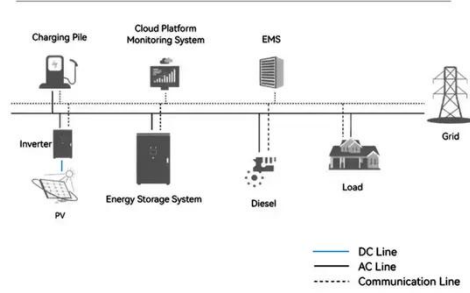 Charging Pile
Cloud Platform
Monitoring System
EMS
Grid
Inverter
PV
Energy Storage System
Diesel
Load
DC Line
AC Line
Communication Line